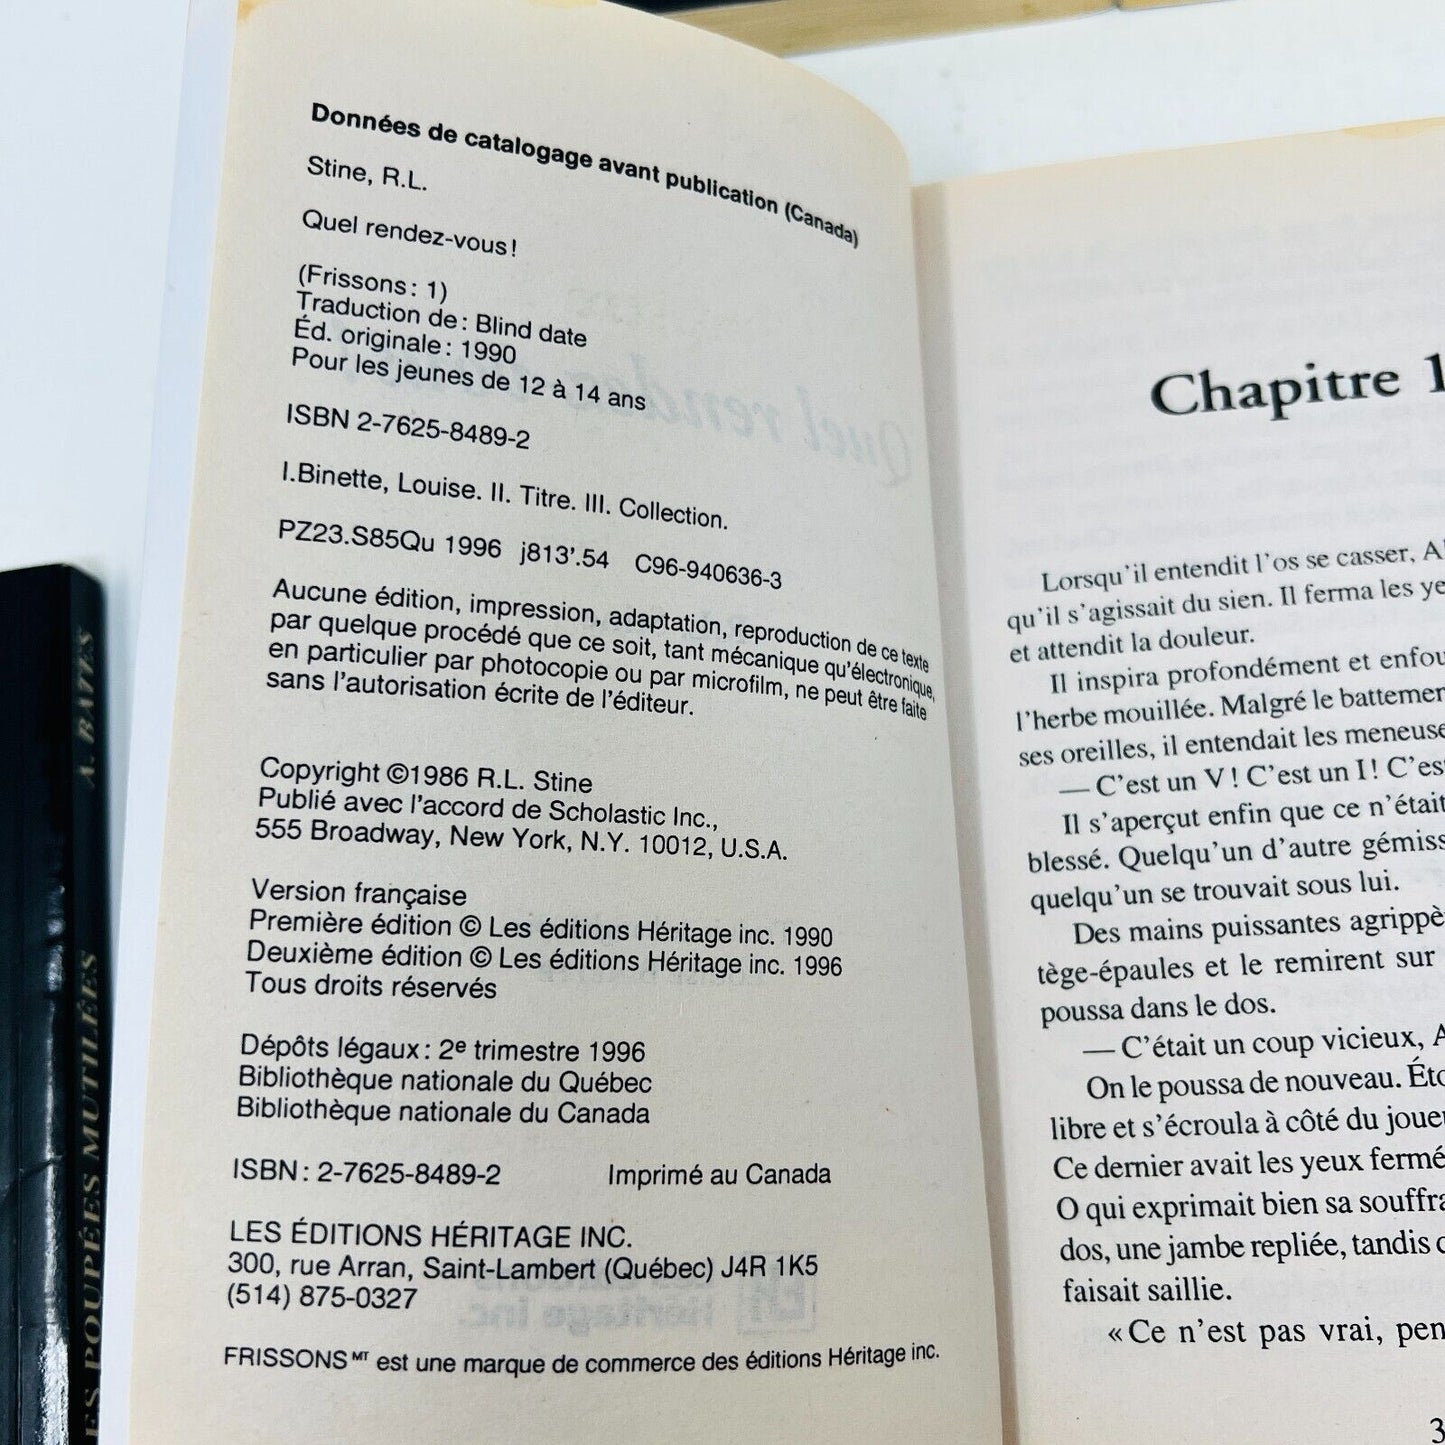 Données de catalogage avant publication (Canada)
Stine, R.L.
Quel rendez-vous!
(Frissons: 1)
Traduction de: Blind date
Éd. originale: 1990
Pour les jeunes de 12 à 14 ans
ISBN 2-7625-8489-2
I.Binette, Louise. II. Titre. III. Collection.
PZ23.S85Qu 1996 j813'.54 C96-940636-3
Aucune édition, impression, adaptation, reproduction de ce texte
par quelque procédé que ce soit, tant mécanique qu'électronique,
en particulier par photocopie ou par microfilm, ne peut être faite
sans l'autorisation écrite de l'éditeur.
Copyright ©1986 R.L. Stine
Publié avec l'accord de Scholastic Inc.,
555 Broadway, New York, N.Y. 10012, U.S.A.
Version française
Première édition © Les éditions Héritage inc. 1990
Deuxième édition © Les éditions Héritage inc. 1996
Tous droits réservés
Dépôts légaux: 2e trimestre 1996
Bibliothèque nationale du Québec
Bibliothèque nationale du Canada
ISBN: 2-7625-8489-2 Imprimé au Canada
LES ÉDITIONS HÉRITAGE INC.
300, rue Arran, Saint-Lambert (Québec) J4R 1K5
(514) 875-0327
FRISSONS MT est une marque de commerce des éditions Héritage inc.
Chapitre 1
Lorsqu'il entendit l'os se casser,
qu'il s'agissait du sien. Il ferma les
et attendit la douleur.
Il inspira profondément et
l'herbe mouillée. Malgré le
ses oreilles, il entendait les
— C'est un V! C'est un I!
Il s'aperçut enfin que ce n'était
blessé. Quelqu'un d'autre
quelqu'un se trouvait sous lui.
Des mains puissantes
tège-épaules et le remirent sur
poussa dans le dos.
— C'était un coup vicieux,
On le poussa de nouveau.
libre et s'écroula à côté du
Ce dernier avait les yeux
O qui exprimait bien sa
dos, une jambe repliée, tandis
faisait saillie.
«Ce n'est pas vrai,
3
A. BATES
ES POUPÉES MUTILÉES